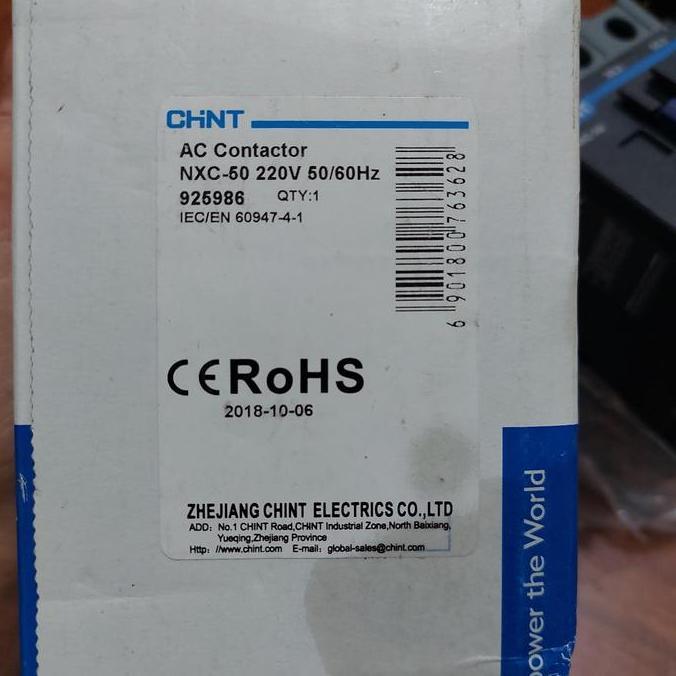 CHNT
AC Contactor
NXC-50 220V 50/60Hz
925986 QTY:1
IEC/EN 60947-4-1
6 901800 763628
CE RoHS
2018-10-06
ZHEJIANG CHINT ELECTRICS CO.,LTD
ADD: No.1 CHINT Road,CHINT Industrial Zone,North Baixiang,
Yueqing,Zhejiang Province
Http: //www.chint.com E-mail: global-sales@chint.com
power the World